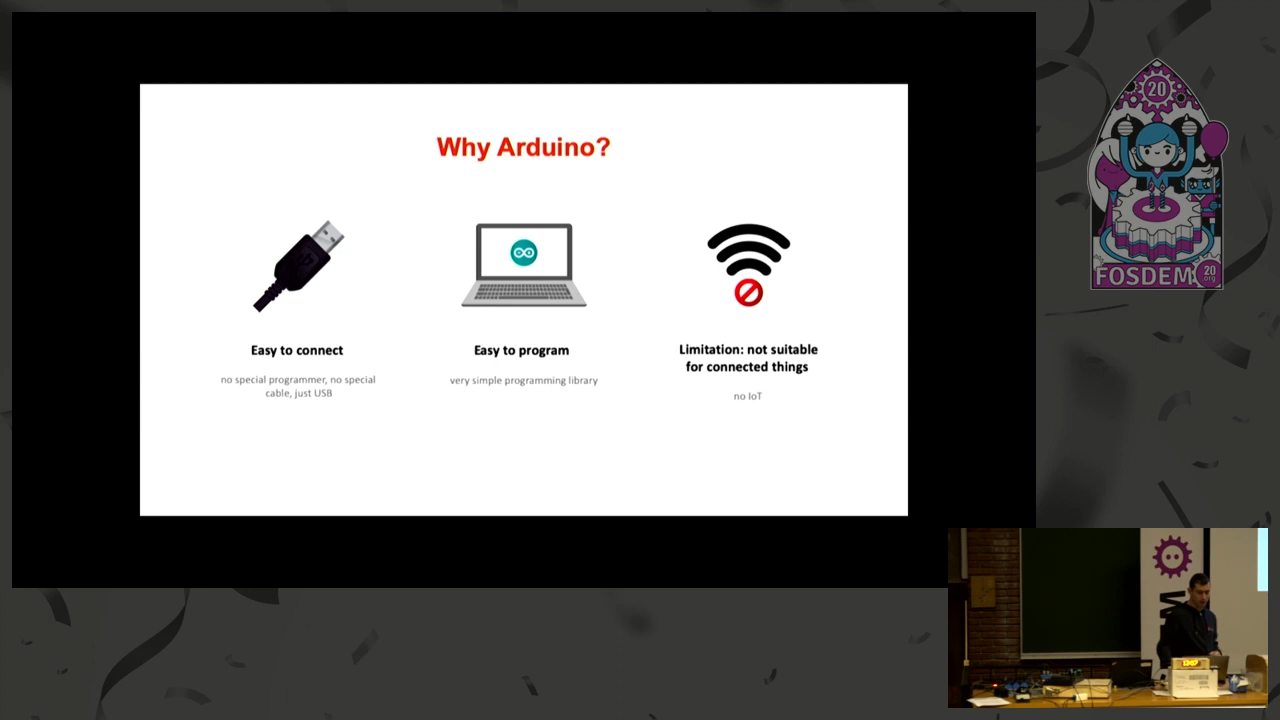 Why Arduino?
Easy to connect
no special programmer, no special
cable, just USB
Easy to program
very simple programming library
Limitation: not suitable
for connected things
no IoT
20
FOSDEM
20
org